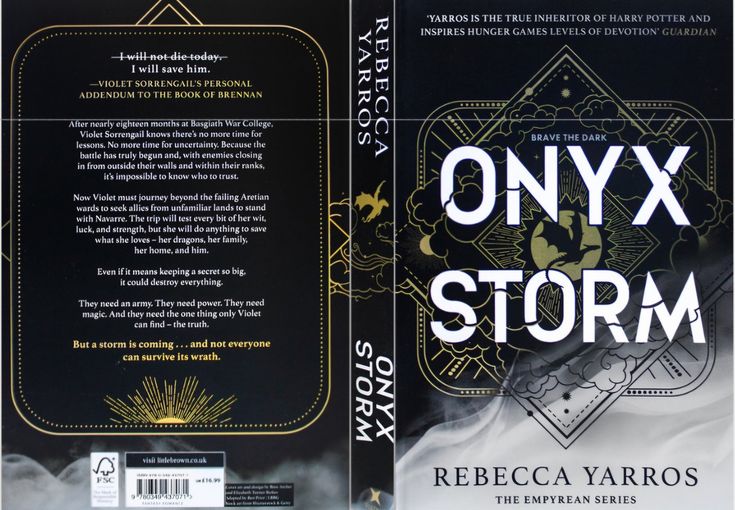 I will not die today.
I will save him.
—VIOLET SORRENGAIL'S PERSONAL
ADDENDUM TO THE BOOK OF BRENNAN
After nearly eighteen months at Basgiath War College,
Violet Sorrengail knows there's no more time for
lessons. No more time for uncertainty. Because the
battle has truly begun and, with enemies closing
in from outside their walls and within their ranks,
it's impossible to know who to trust.
Now Violet must journey beyond the failing Aretian
wards to seek allies from unfamiliar lands to stand
with Navarre. The trip will test every bit of her wit,
luck, and strength, but she will do anything to save
what she loves – her dragons, her family,
her home, and him.
Even if it means keeping a secret so big,
it could destroy everything.
They need an army. They need power. They need
magic. And they need the one thing only Violet
can find – the truth.
But a storm is coming . . . and not everyone
can survive its wrath.
FSC
visit littlebrown.co.uk
9 780349 437071 >
£16.99
REBECCA
YARROS
ONYX
STORM
'YARROS IS THE TRUE INHERITOR OF HARRY POTTER AND
INSPIRES HUNGER GAMES LEVELS OF DEVOTION' GUARDIAN
BRAVE THE DARK
ONYX
STORM
REBECCA YARROS
THE EMPYREAN SERIES